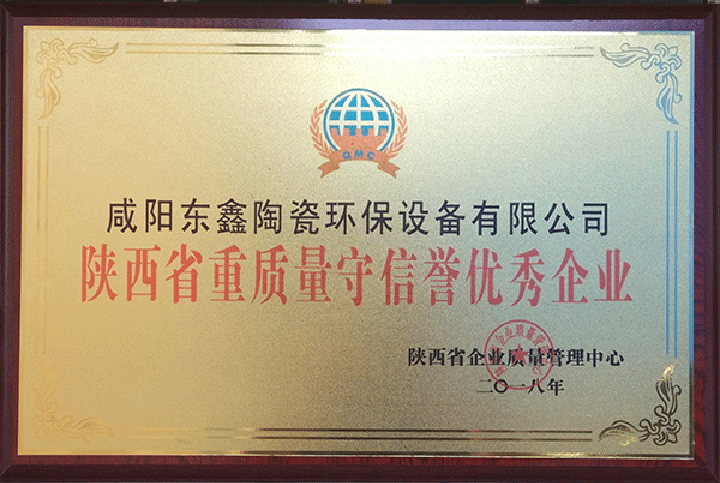 QMC
咸阳东鑫陶瓷环保设备有限公司
陕西省重质量守信誉优秀企业
陕西省企业质量管理中心
二〇一八年